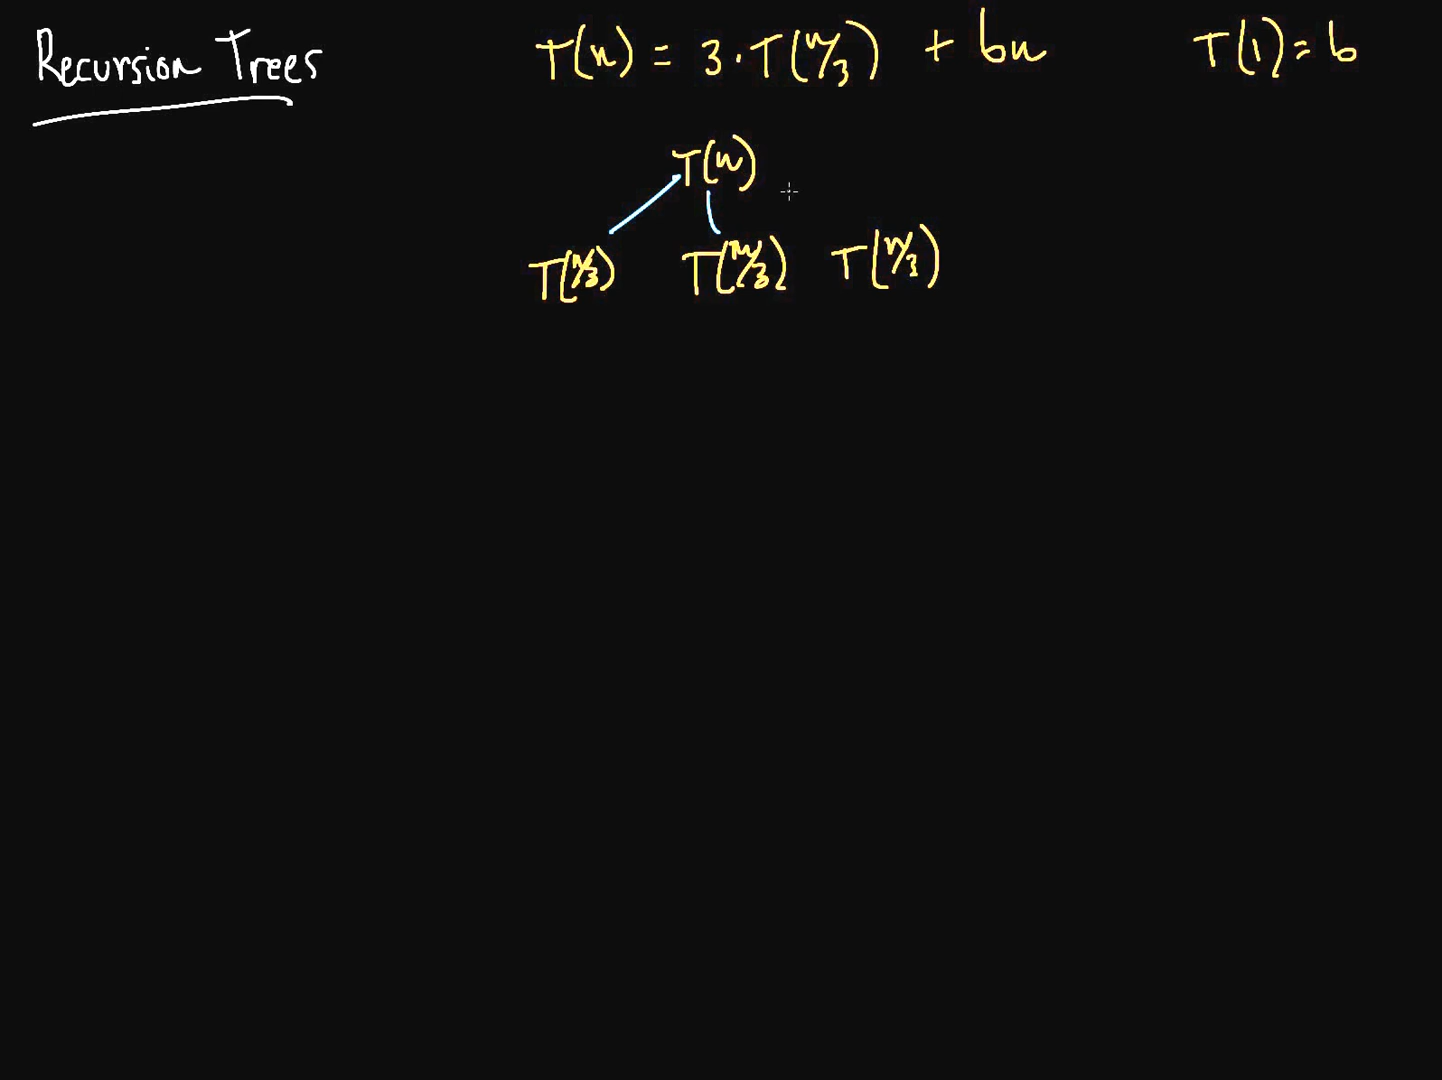 Recursion Trees
T(n) = 3·T(n/3) + bn
T(1) = b
T(n)
T(n/3) T(n/3) T(n/3)